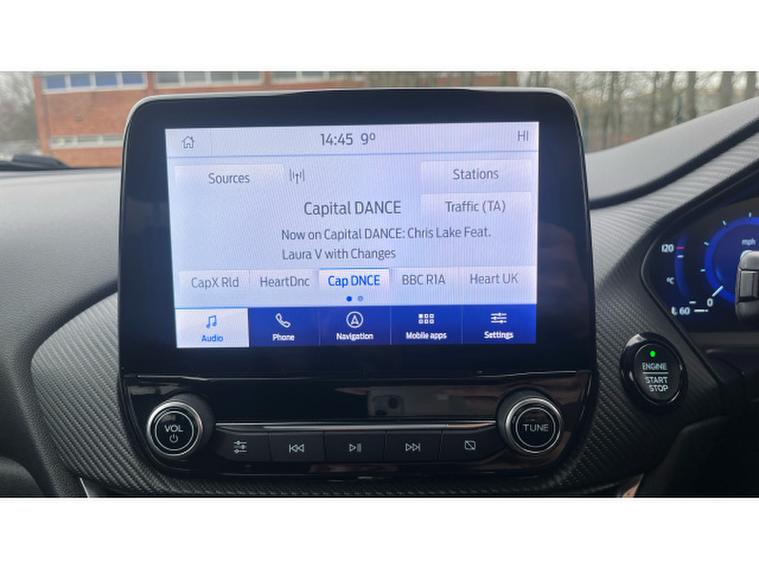 14:45 9° HI
Sources Stations
Capital DANCE Traffic (TA)
Now on Capital DANCE: Chris Lake Feat.
Laura V with Changes
CapX Rld HeartDnc Cap DNCE BBC R1A Heart UK
Audio Phone Navigation Mobile apps Settings
120 mph
°C
60 0
ENGINE
START
STOP
VOL TUNE